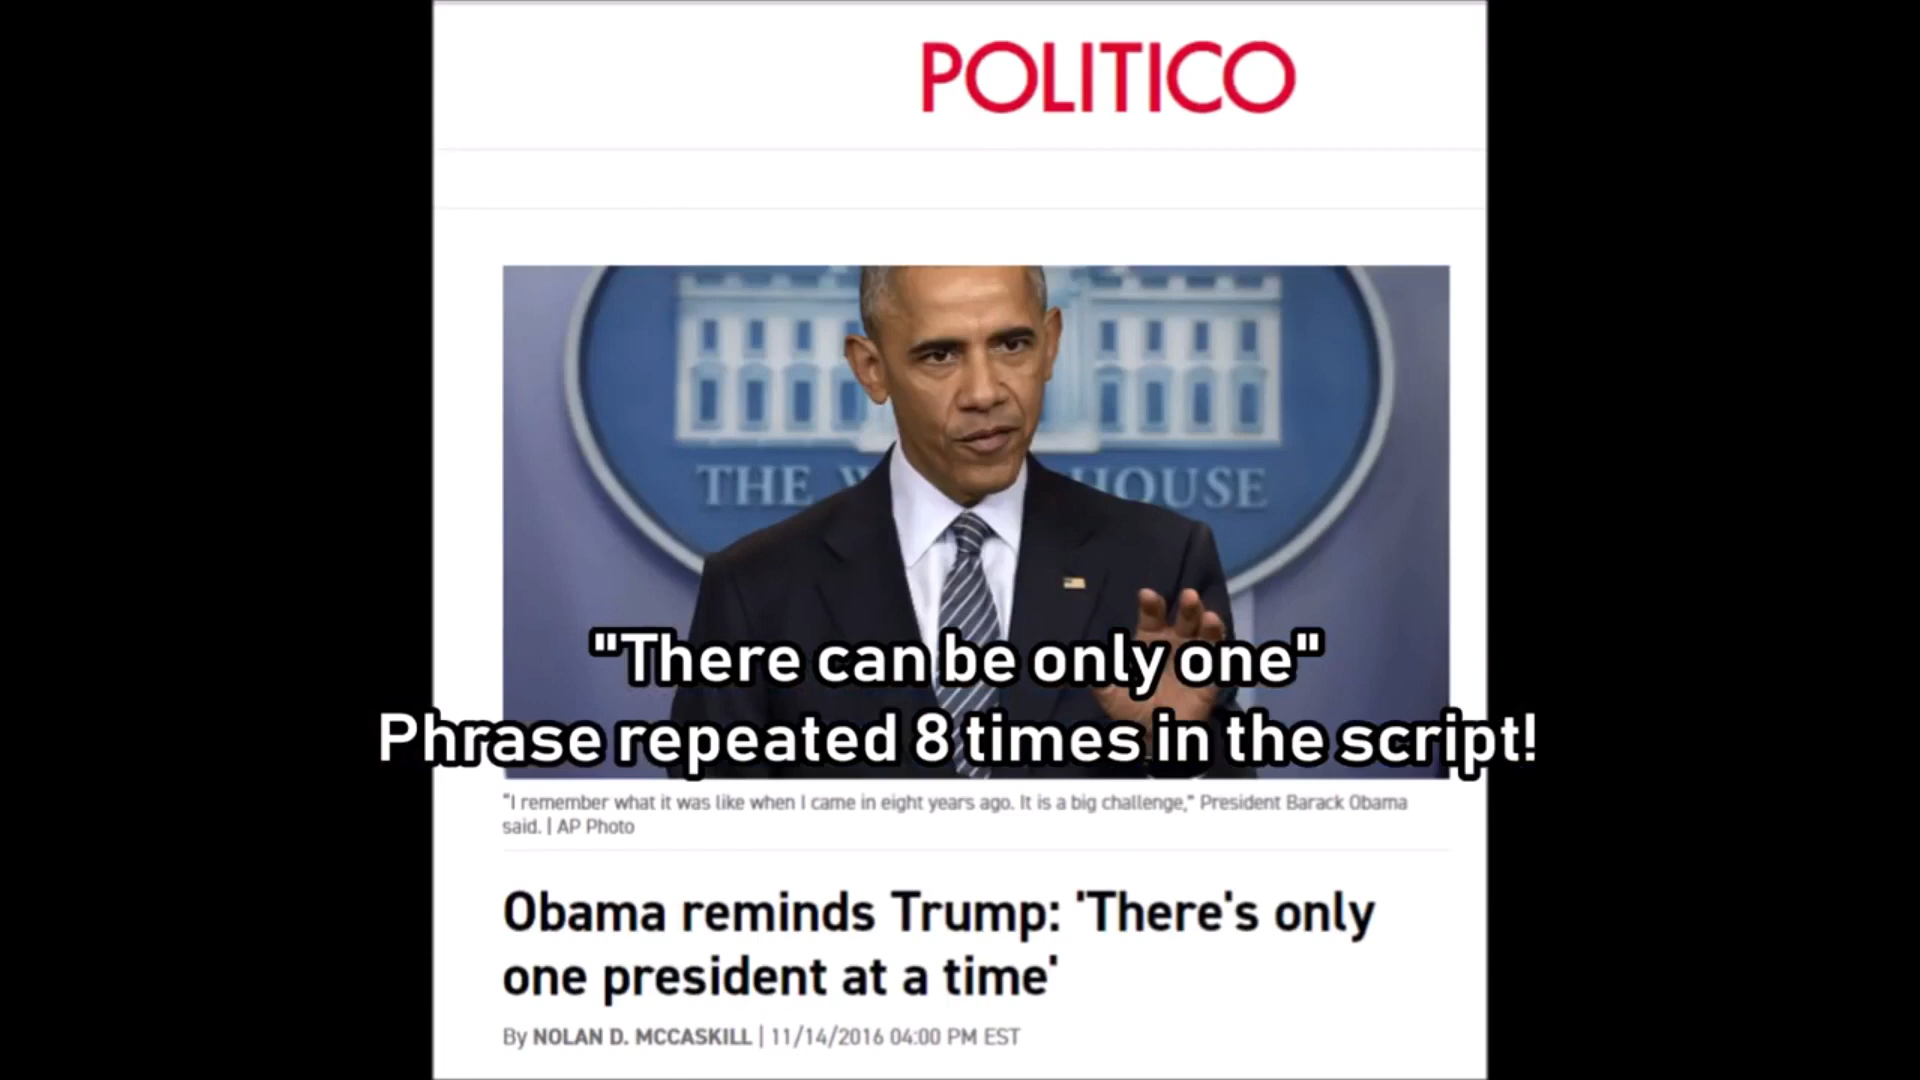 POLITICO
THE W HOUSE
"There can be only one"
Phrase repeated 8 times in the script!
"I remember what it was like when I came in eight years ago. It is a big challenge," President Barack Obama
said. | AP Photo
Obama reminds Trump: 'There's only
one president at a time'
By NOLAN D. MCCASKILL | 11/14/2016 04:00 PM EST